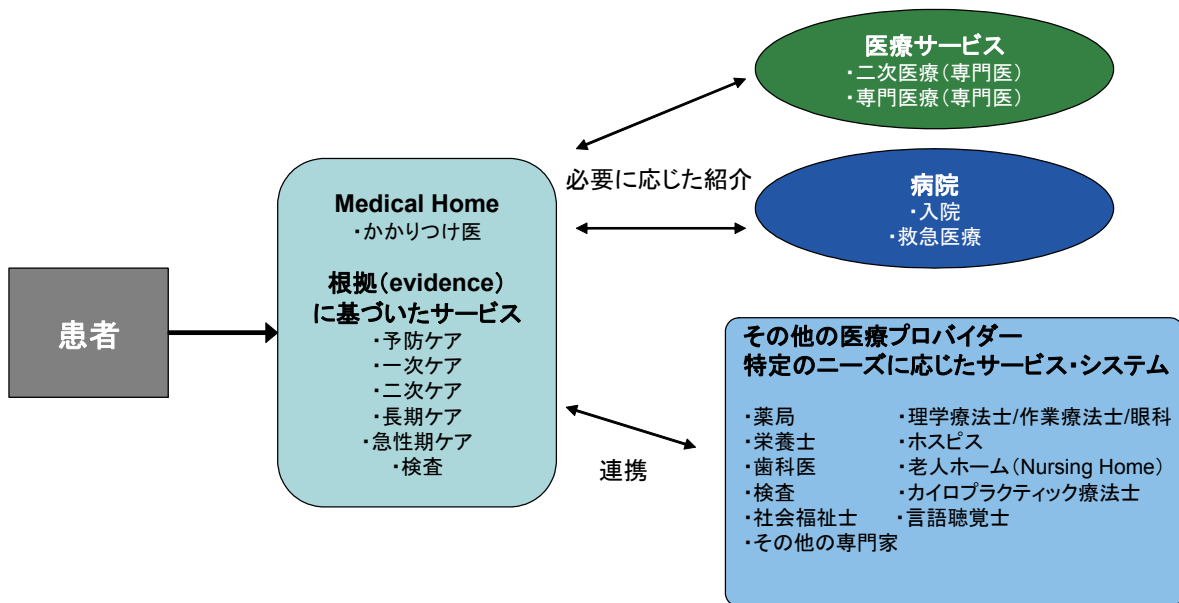 患者
Medical Home
・かかりつけ医
根拠(evidence)
に基づいたサービス
・予防ケア
・一次ケア
・二次ケア
・長期ケア
・急性期ケア
・検査
必要に応じた紹介
連携
医療サービス
・二次医療(専門医)
・専門医療(専門医)
病院
・入院
・救急医療
その他の医療プロバイダー
特定のニーズに応じたサービス・システム
・薬局
・栄養士
・歯科医
・検査
・社会福祉士
・その他の専門家
・理学療法士/作業療法士/眼科
・ホスピス
・老人ホーム(Nursing Home)
・カイロプラクティック療法士
・言語聴覚士